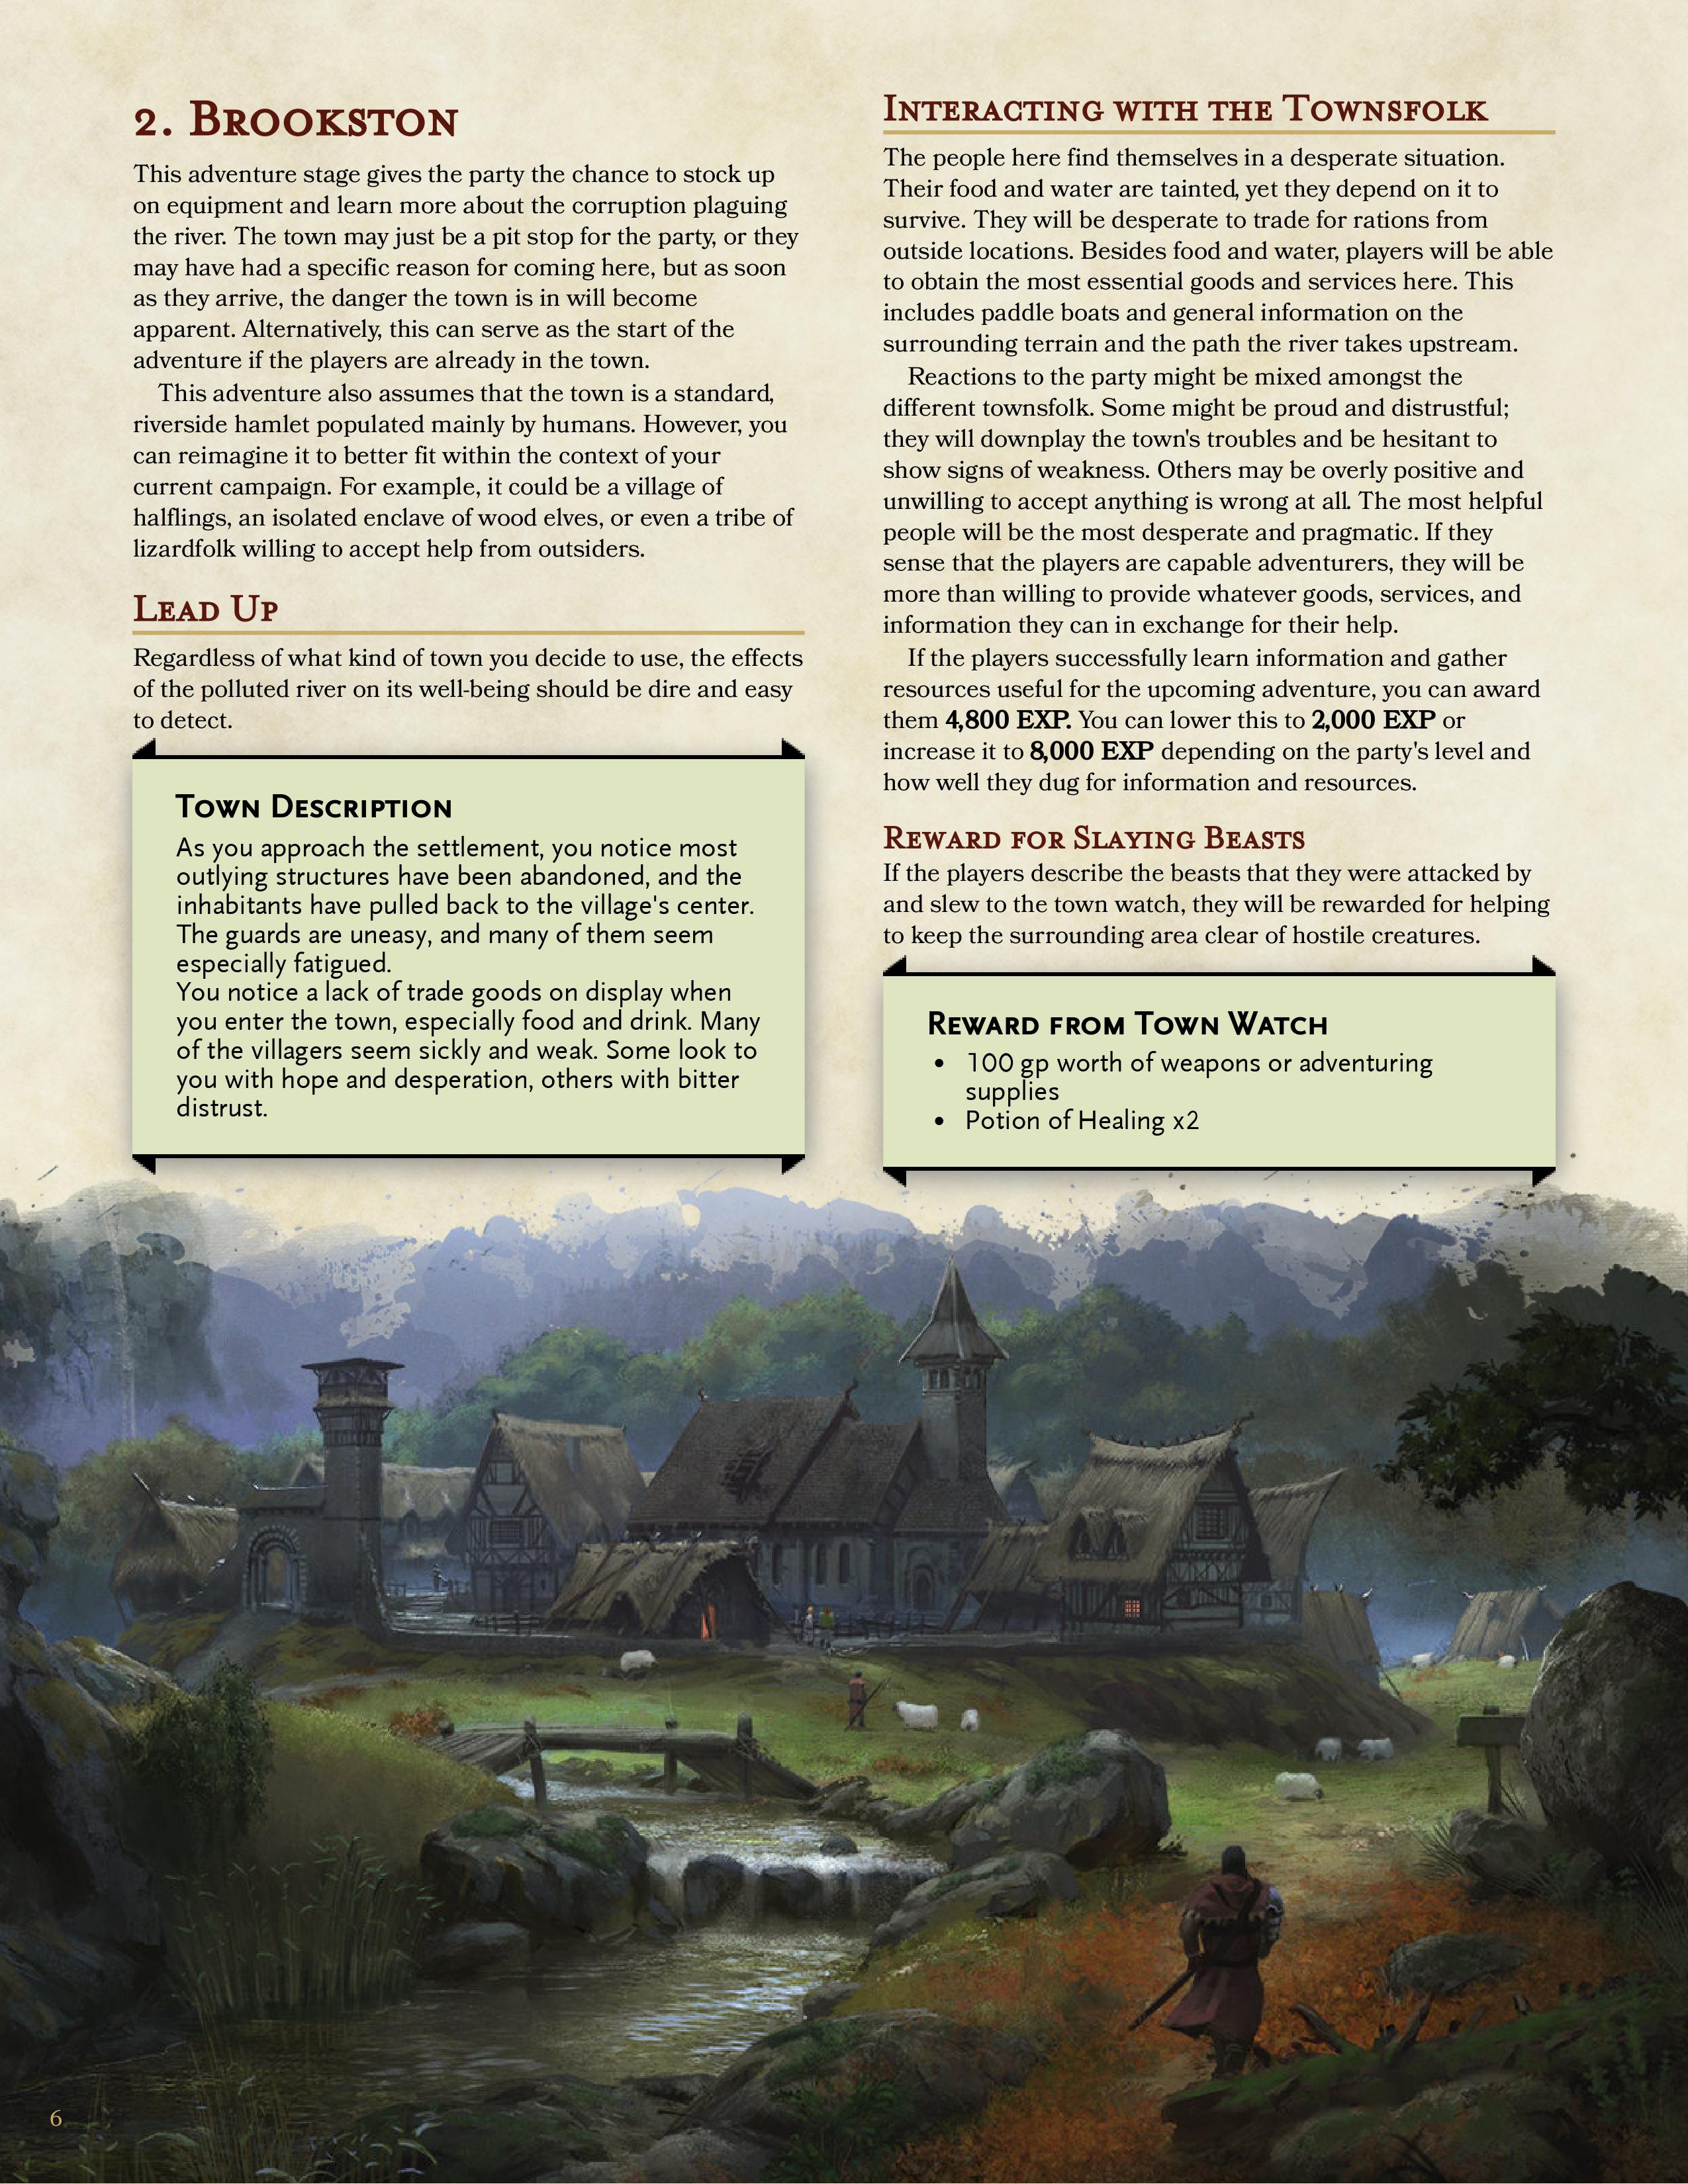 2. Brookston
This adventure stage gives the party the chance to stock up
on equipment and learn more about the corruption plaguing
the river. The town may just be a pit stop for the party, or they
may have had a specific reason for coming here, but as soon
as they arrive, the danger the town is in will become
apparent. Alternatively, this can serve as the start of the
adventure if the players are already in the town.
This adventure also assumes that the town is a standard,
riverside hamlet populated mainly by humans. However, you
can reimagine it to better fit within the context of your
current campaign. For example, it could be a village of
halflings, an isolated enclave of wood elves, or even a tribe of
lizardfolk willing to accept help from outsiders.
Lead Up
Regardless of what kind of town you decide to use, the effects
of the polluted river on its well-being should be dire and easy
to detect.
Town Description
As you approach the settlement, you notice most
outlying structures have been abandoned, and the
inhabitants have pulled back to the village's center.
The guards are uneasy, and many of them seem
especially fatigued.
You notice a lack of trade goods on display when
you enter the town, especially food and drink. Many
of the villagers seem sickly and weak. Some look to
you with hope and desperation, others with bitter
distrust.
Interacting with the Townsfolk
The people here find themselves in a desperate situation.
Their food and water are tainted, yet they depend on it to
survive. They will be desperate to trade for rations from
outside locations. Besides food and water, players will be able
to obtain the most essential goods and services here. This
includes paddle boats and general information on the
surrounding terrain and the path the river takes upstream.
Reactions to the party might be mixed amongst the
different townsfolk. Some might be proud and distrustful;
they will downplay the town's troubles and be hesitant to
show signs of weakness. Others may be overly positive and
unwilling to accept anything is wrong at all. The most helpful
people will be the most desperate and pragmatic. If they
sense that the players are capable adventurers, they will be
more than willing to provide whatever goods, services, and
information they can in exchange for their help.
If the players successfully learn information and gather
resources useful for the upcoming adventure, you can award
them 4,800 EXP. You can lower this to 2,000 EXP or
increase it to 8,000 EXP depending on the party's level and
how well they dug for information and resources.
Reward for Slaying Beasts
If the players describe the beasts that they were attacked by
and slew to the town watch, they will be rewarded for helping
to keep the surrounding area clear of hostile creatures.
Reward from Town Watch
• 100 gp worth of weapons or adventuring
supplies
• Potion of Healing x2
6